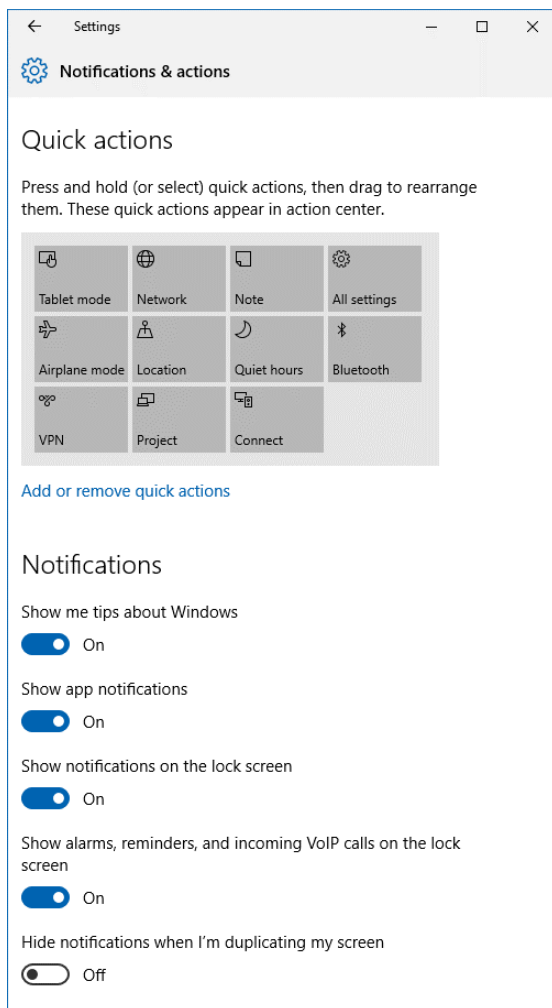 Settings
Notifications & actions
Quick actions
Press and hold (or select) quick actions, then drag to rearrange
them. These quick actions appear in action center.
Tablet mode Network Note All settings
Airplane mode Location Quiet hours Bluetooth
VPN Project Connect
Add or remove quick actions
Notifications
Show me tips about Windows
On
Show app notifications
On
Show notifications on the lock screen
On
Show alarms, reminders, and incoming VoIP calls on the lock
screen
On
Hide notifications when I'm duplicating my screen
Off